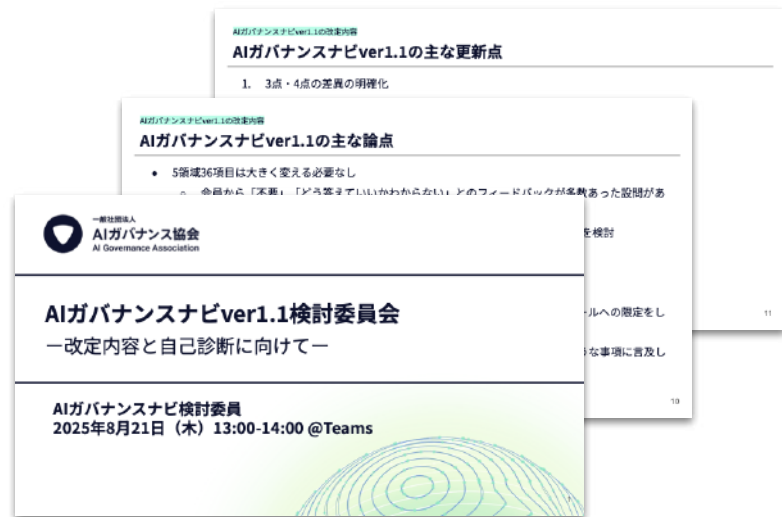 AIガバナンスナビver1.1の改定内容
AIガバナンスナビver1.1の主な更新点
1. 3点・4点の差異の明確化
11
AIガバナンスナビver1.1の改定内容
AIガバナンスナビver1.1の主な論点
● 5領域36項目は大きく変える必要なし
○ 会員から「不要」「どう答えていいかわからない」とのフィードバックが多数あった設問があ
を検討
ールへの限定をし
な事項に言及し
10
一般社団法人
AIガバナンス協会
AI Governance Association
AIガバナンスナビver1.1検討委員会
ー改定内容と自己診断に向けてー
AIガバナンスナビ検討委員
2025年8月21日（木）13:00-14:00 @Teams